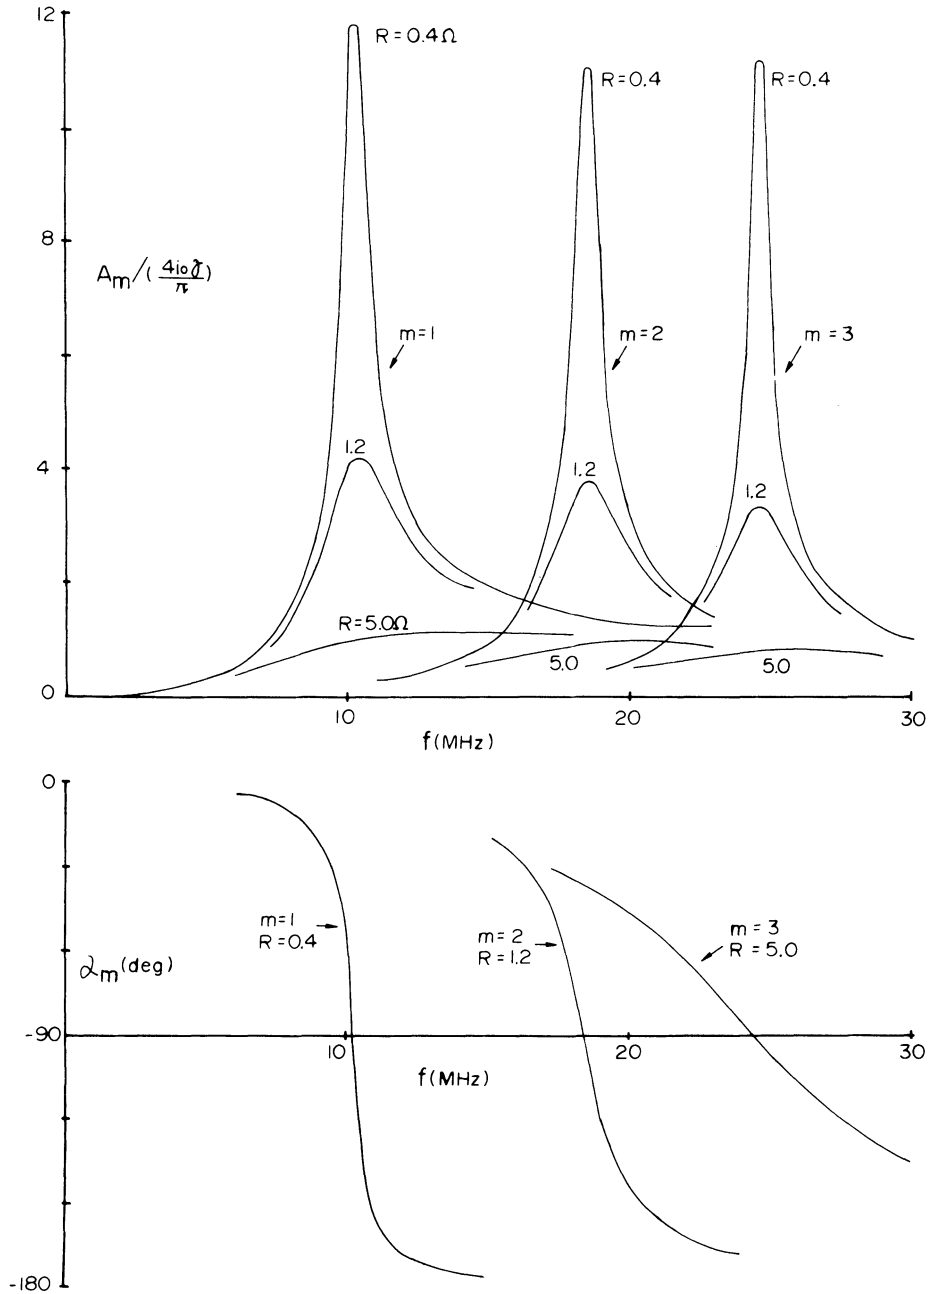 12
R=0.4Ω
R=0.4
R=0.4
8
Am/(4ioγ/π)
m=1
m=2
m=3
4
1.2
1.2
1.2
R=5.0Ω
5.0
5.0
0
10
20
30
f(MHz)
0
m=1
R=0.4
m=2
R=1.2
m=3
R=5.0
αm(deg)
-90
10
20
30
f(MHz)
-180